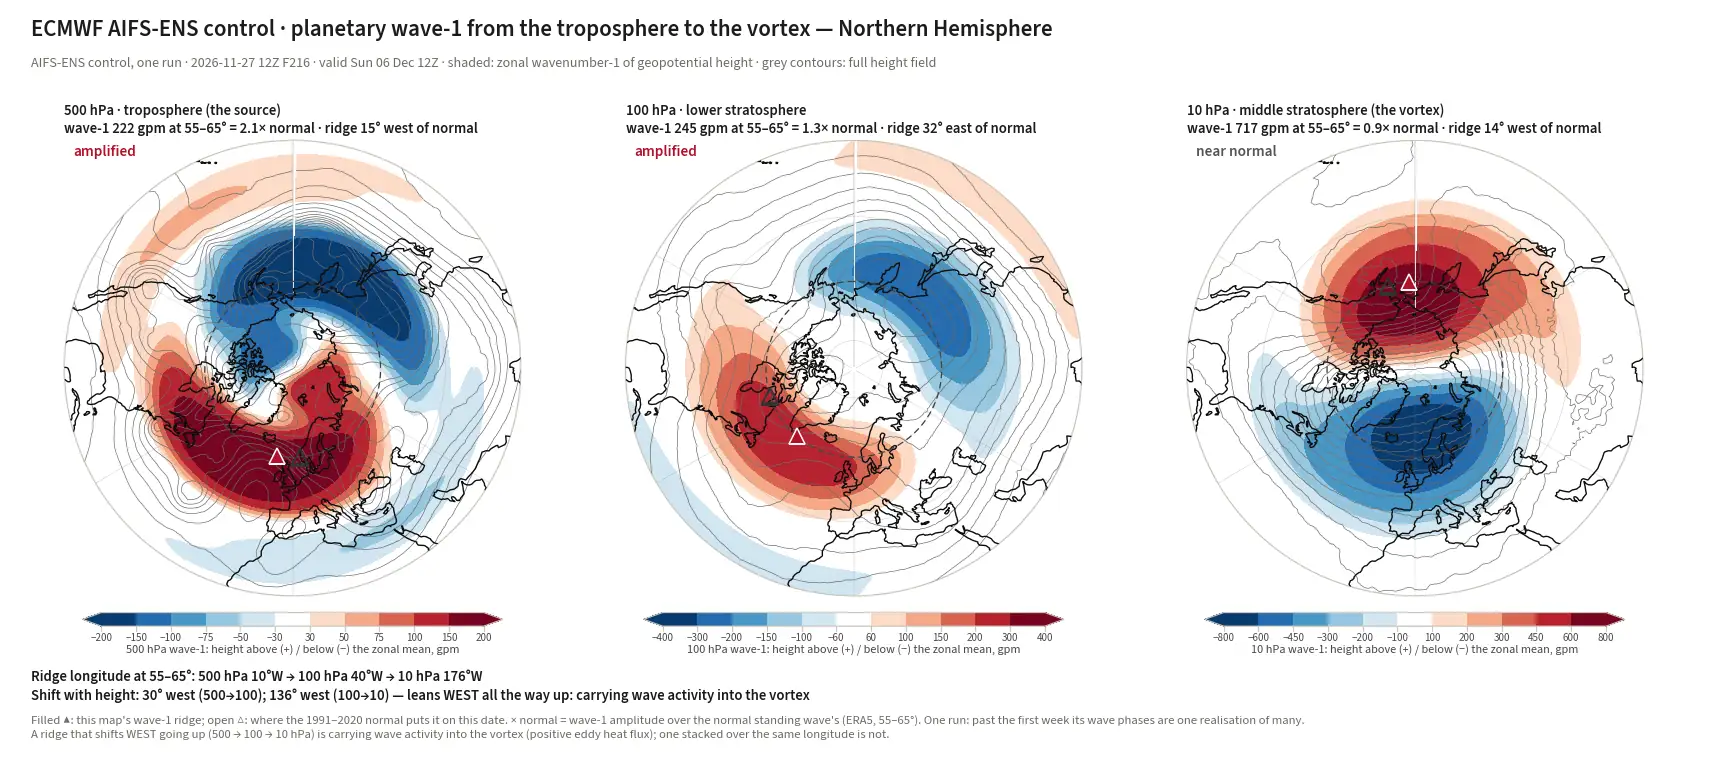 ECMWF AIFS-ENS control · planetary wave-1 from the troposphere to the vortex — Northern Hemisphere
AIFS-ENS control, one run · 2026-11-27 12Z F216 · valid Sun 06 Dec 12Z · shaded: zonal wavenumber-1 of geopotential height · grey contours: full height field
500 hPa · troposphere (the source)
wave-1 222 gpm at 55–65° = 2.1× normal · ridge 15° west of normal
amplified
100 hPa · lower stratosphere
wave-1 245 gpm at 55–65° = 1.3× normal · ridge 32° east of normal
amplified
10 hPa · middle stratosphere (the vortex)
wave-1 717 gpm at 55–65° = 0.9× normal · ridge 14° west of normal
near normal
−200 −150 −100 −75 −50 −30 30 50 75 100 150 200
500 hPa wave-1: height above (+) / below (−) the zonal mean, gpm
−400 −300 −200 −150 −100 −60 60 100 150 200 300 400
100 hPa wave-1: height above (+) / below (−) the zonal mean, gpm
−800 −600 −450 −300 −200 −100 100 200 300 450 600 800
10 hPa wave-1: height above (+) / below (−) the zonal mean, gpm
Ridge longitude at 55–65°: 500 hPa 10°W → 100 hPa 40°W → 10 hPa 176°W
Shift with height: 30° west (500→100); 136° west (100→10) — leans WEST all the way up: carrying wave activity into the vortex
Filled ▲: this map's wave-1 ridge; open △: where the 1991–2020 normal puts it on this date. × normal = wave-1 amplitude over the normal standing wave's (ERA5, 55–65°). One run: past the first week its wave phases are one realisation of many.
A ridge that shifts WEST going up (500 → 100 → 10 hPa) is carrying wave activity into the vortex (positive eddy heat flux); one stacked over the same longitude is not.